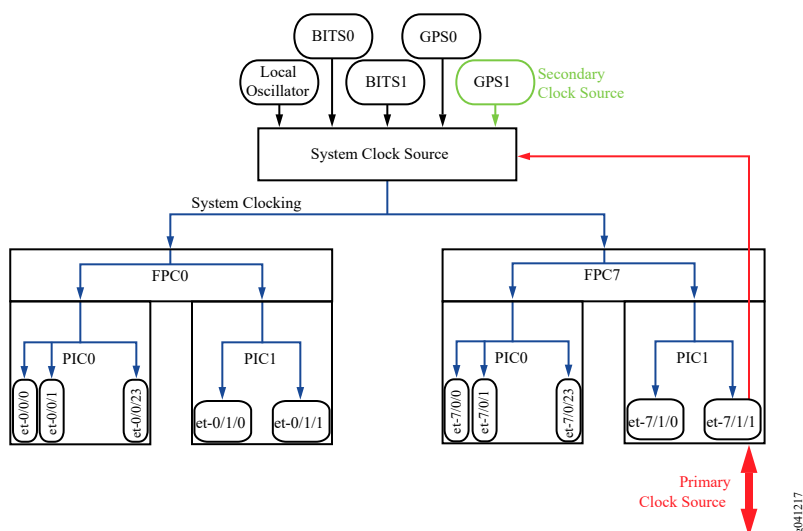 BITS0
GPS0
Local
Oscillator
BITS1
GPS1
Secondary
Clock Source
System Clock Source
System Clocking
FPC0
FPC7
PIC0
PIC1
PIC0
PIC1
et-0/0/0
et-0/0/1
et-0/0/23
et-0/1/0
et-0/1/1
et-7/0/0
et-7/0/1
et-7/0/23
et-7/1/0
et-7/1/1
Primary
Clock Source
g041217